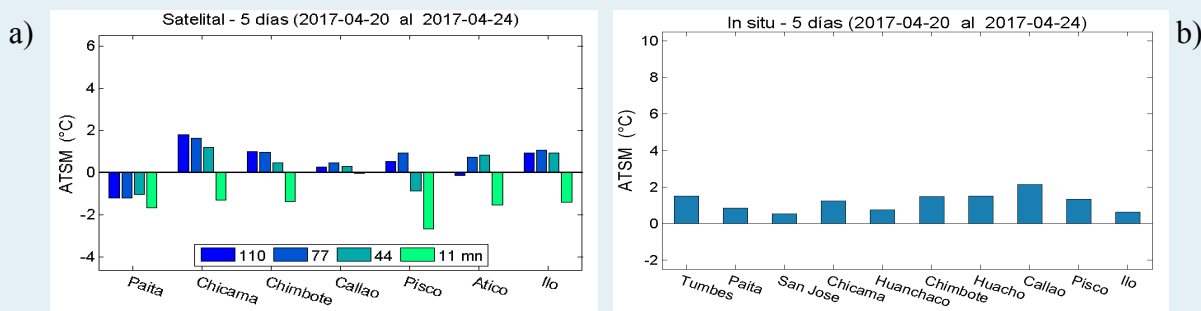 a)
Satelital - 5 días (2017-04-20 al 2017-04-24)
ATSM (°C)
6
4
2
0
-2
-4
110 77 44 11 mn
Paita Chicama Chimbote Callao Pisco Atico Ilo
In situ - 5 días (2017-04-20 al 2017-04-24)
b)
ATSM (°C)
10
8
6
4
2
0
-2
Tumbes Paita San Jose Chicama Huanchaco Chimbote Huacho Callao Pisco Ilo